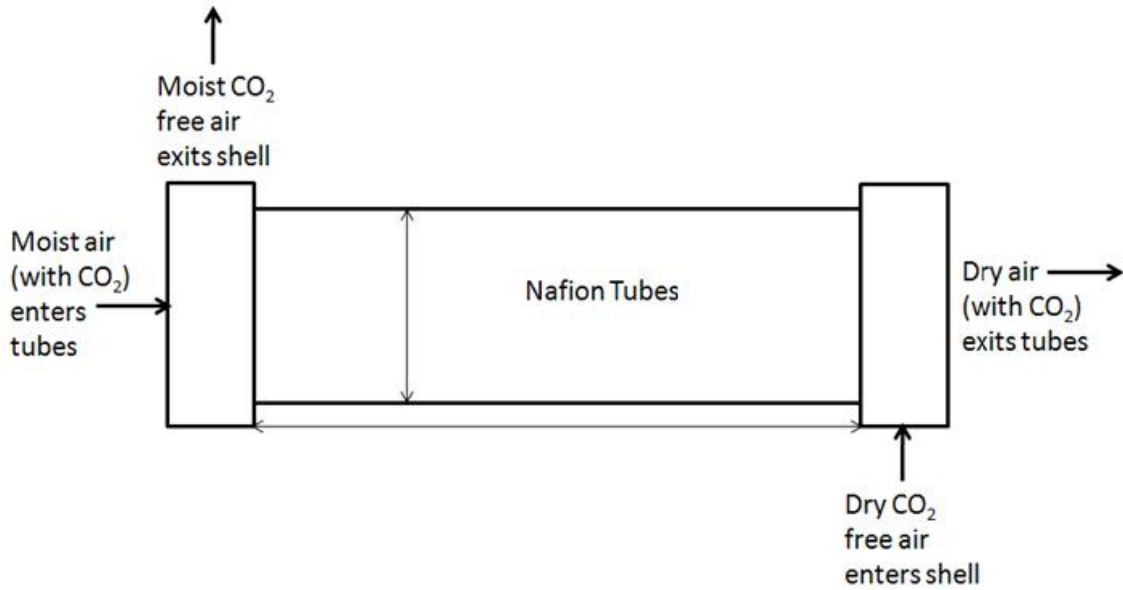 Moist CO₂
free air
exits shell
Moist air
(with CO₂)
enters
tubes
Nafion Tubes
Dry air
(with CO₂)
exits tubes
Dry CO₂
free air
enters shell